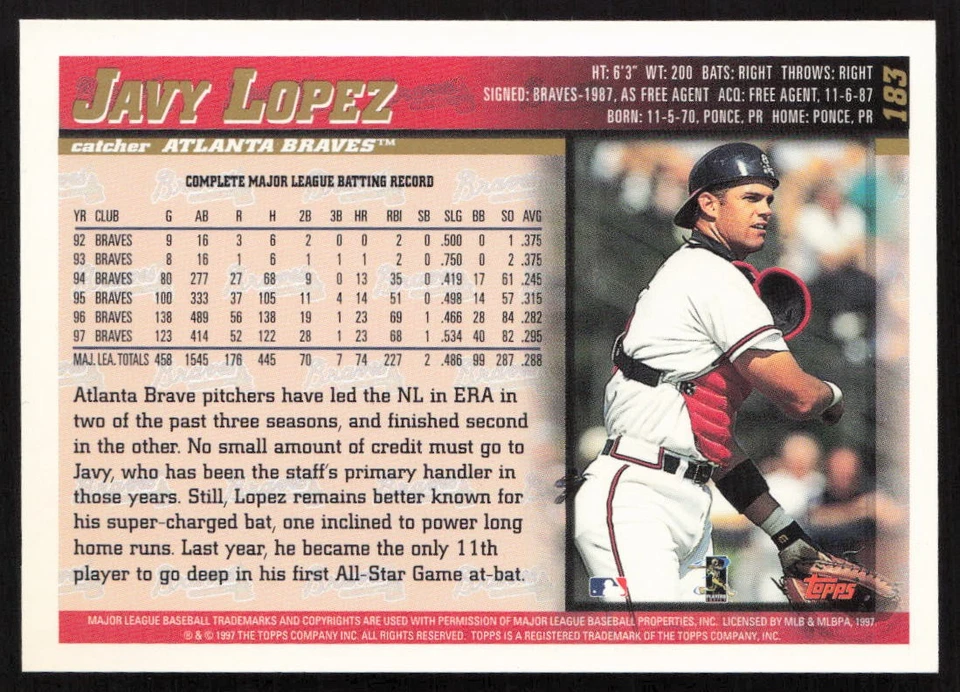 JAVY LOPEZ
HT: 6'3" WT: 200 BATS: RIGHT THROWS: RIGHT
SIGNED: BRAVES-1987, AS FREE AGENT ACQ: FREE AGENT, 11-6-87
BORN: 11-5-70, PONCE, PR HOME: PONCE, PR
183
catcher ATLANTA BRAVES™
COMPLETE MAJOR LEAGUE BATTING RECORD
YR CLUB G AB R H 2B 3B HR RBI SB SLG BB SO AVG
92 BRAVES 9 16 3 6 2 0 0 2 0 .500 0 1 .375
93 BRAVES 8 16 1 6 1 1 1 2 0 .750 0 2 .375
94 BRAVES 80 277 27 68 9 0 13 35 0 .419 17 61 .245
95 BRAVES 100 333 37 105 11 4 14 51 0 .498 14 57 .315
96 BRAVES 138 489 56 138 19 1 23 69 1 .466 28 84 .282
97 BRAVES 123 414 52 122 28 1 23 68 1 .534 40 82 .295
MAJ. LEA. TOTALS 458 1545 176 445 70 7 74 227 2 .486 99 287 .288
Atlanta Brave pitchers have led the NL in ERA in
two of the past three seasons, and finished second
in the other. No small amount of credit must go to
Javy, who has been the staff's primary handler in
those years. Still, Lopez remains better known for
his super-charged bat, one inclined to power long
home runs. Last year, he became the only 11th
player to go deep in his first All-Star Game at-bat.
TOPPS
MAJOR LEAGUE BASEBALL TRADEMARKS AND COPYRIGHTS ARE USED WITH PERMISSION OF MAJOR LEAGUE BASEBALL PROPERTIES, INC. LICENSED BY MLB & MLBPA, 1997
® & © 1997 THE TOPPS COMPANY INC. ALL RIGHTS RESERVED. TOPPS IS A REGISTERED TRADEMARK OF THE TOPPS COMPANY, INC.